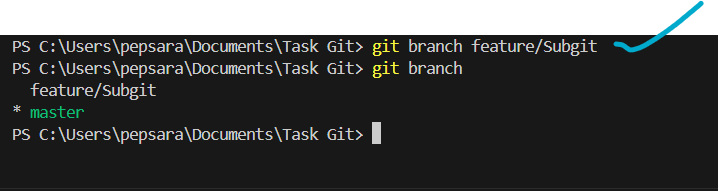 PS C:\Users\pepsara\Documents\Task Git> git branch feature/Subgit
PS C:\Users\pepsara\Documents\Task Git> git branch
  feature/Subgit
* master
PS C:\Users\pepsara\Documents\Task Git>